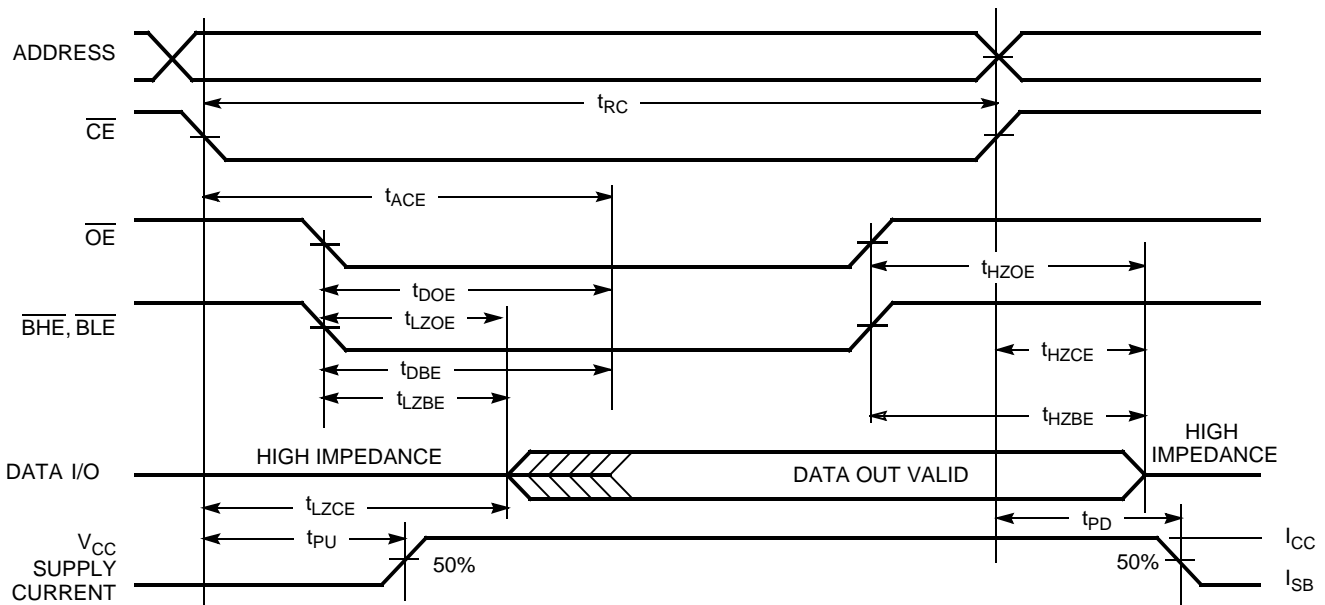 ADDRESS
tRC
CE
tACE
OE
tHZOE
tDOE
BHE, BLE
tLZOE
tHZCE
tDBE
tLZBE
tHZBE
DATA I/O
HIGH IMPEDANCE
DATA OUT VALID
HIGH
IMPEDANCE
tLZCE
tPD
VCC
SUPPLY
CURRENT
tPU
50%
50%
ICC
ISB